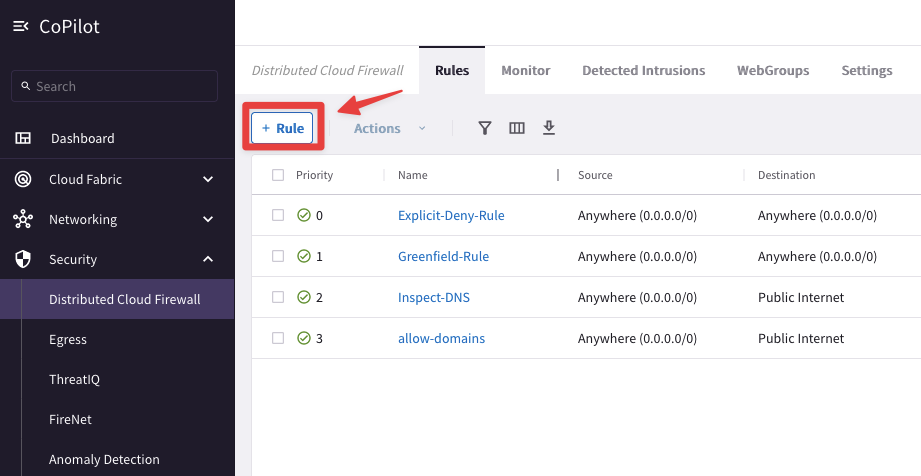 CoPilot
Search
Dashboard
Cloud Fabric
Networking
Security
Distributed Cloud Firewall
Egress
ThreatIQ
FireNet
Anomaly Detection
Distributed Cloud Firewall Rules Monitor Detected Intrusions WebGroups Settings
+ Rule Actions
Priority Name Source Destination
0 Explicit-Deny-Rule Anywhere (0.0.0.0/0) Anywhere (0.0.0.0/0)
1 Greenfield-Rule Anywhere (0.0.0.0/0) Anywhere (0.0.0.0/0)
2 Inspect-DNS Anywhere (0.0.0.0/0) Public Internet
3 allow-domains Anywhere (0.0.0.0/0) Public Internet